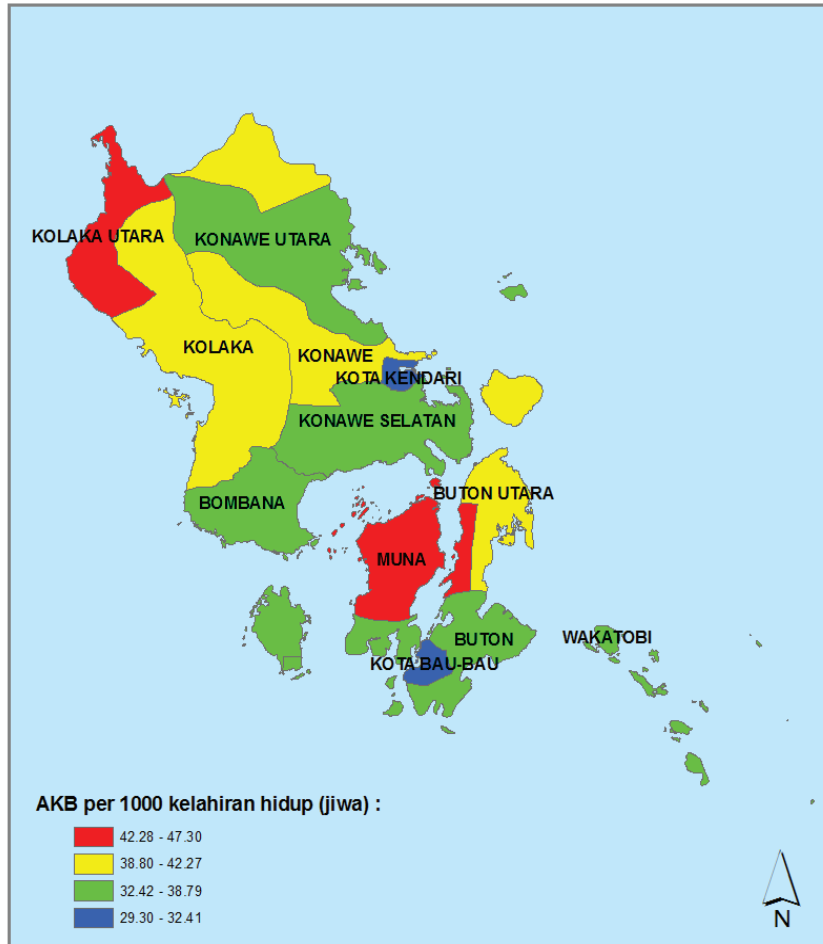 KOLAKA UTARA
KONAWE UTARA
KOLAKA
KONAWE
KOTA KENDARI
KONAWE SELATAN
BUTON UTARA
BOMBANA
MUNA
BUTON
WAKATOBI
KOTA BAU-BAU
AKB per 1000 kelahiran hidup (jiwa) :
42.28 - 47.30
38.80 - 42.27
32.42 - 38.79
29.30 - 32.41
N